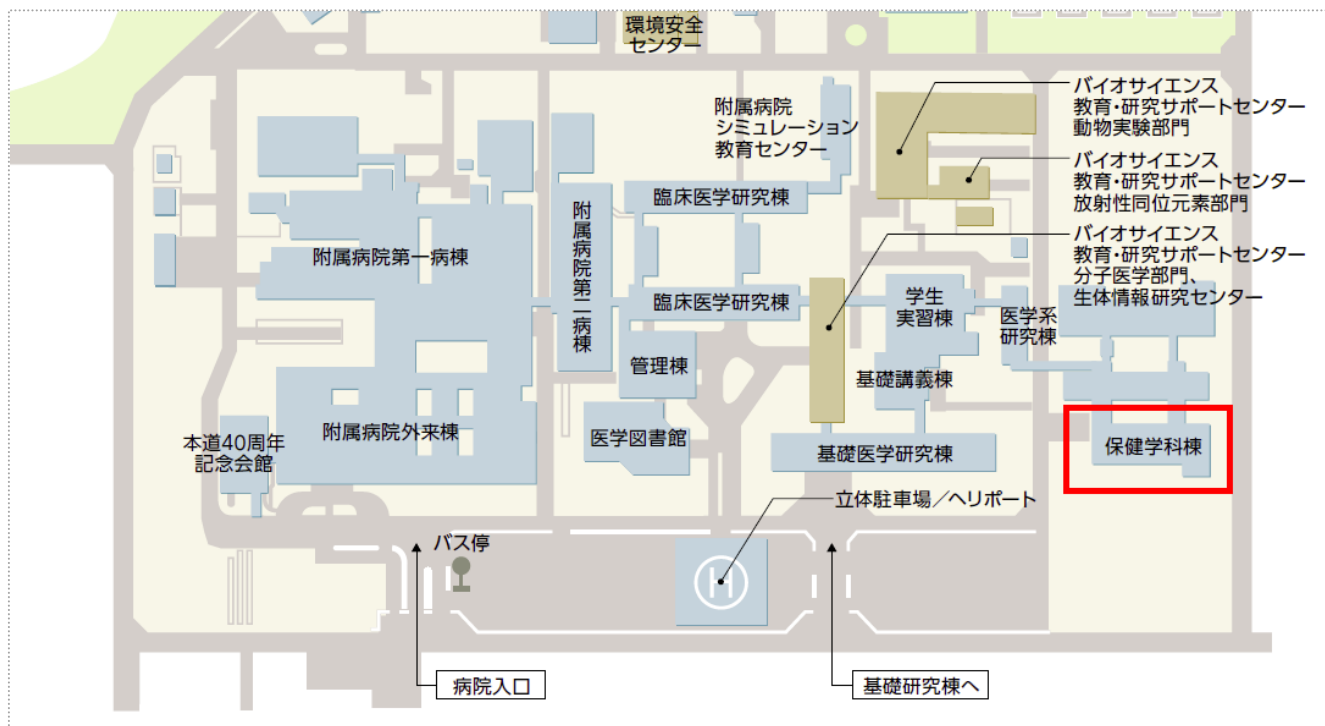 環境安全
センター
附属病院
シミュレーション
教育センター
バイオサイエンス
教育・研究サポートセンター
動物実験部門
バイオサイエンス
教育・研究サポートセンター
放射性同位元素部門
バイオサイエンス
教育・研究サポートセンター
分子医学部門、
生体情報研究センター
臨床医学研究棟
附属病院第一病棟
附属病院第二病棟
臨床医学研究棟
学生
実習棟
医学系
研究棟
管理棟
基礎講義棟
本道40周年
記念会館
附属病院外来棟
医学図書館
基礎医学研究棟
保健学科棟
立体駐車場／ヘリポート
バス停
H
病院入口
基礎研究棟へ